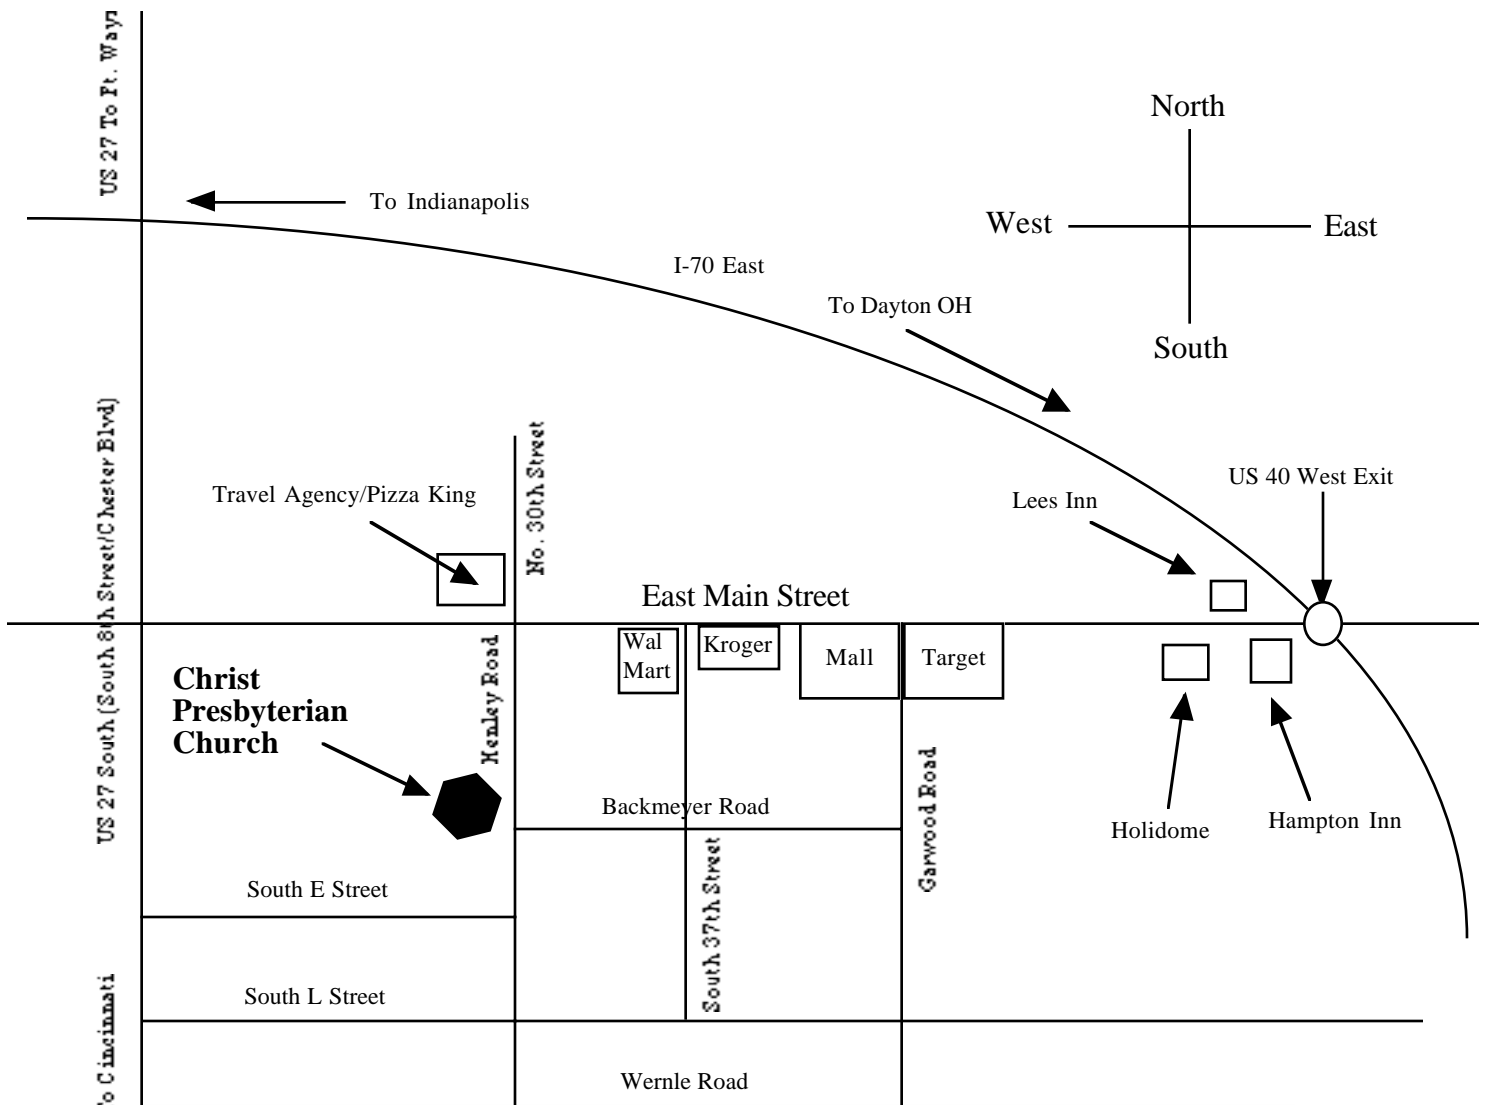 US 27 To Ft. Way
North
To Indianapolis
West
East
I-70 East
To Dayton OH
South
US 27 South (South 8th Street/Chester Blvd)
No. 30th Street
US 40 West Exit
Travel Agency/Pizza King
Lees Inn
East Main Street
Wal
Mart
Kroger
Mall
Target
Henley Road
Christ
Presbyterian
Church
Garwood Road
Backmeyer Road
Holidome
Hampton Inn
South 37th Street
South E Street
South L Street
To Cincinnati
Wernle Road